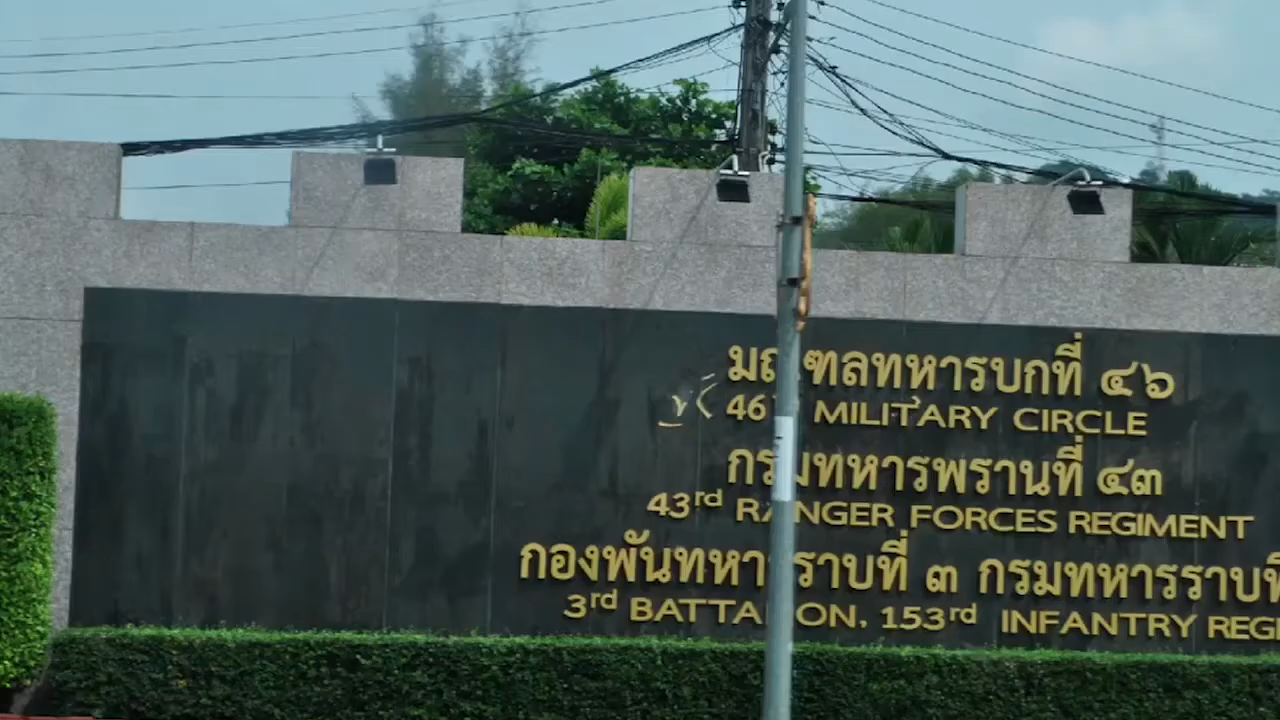 มณฑลทหารบกที่ ๔๖
46 MILITARY CIRCLE
กรมทหารพรานที่ ๔๓
43rd RANGER FORCES REGIMENT
กองพันทหารราบที่ ๓ กรมทหารราบที่
3rd BATTALION, 153rd INFANTRY REGI